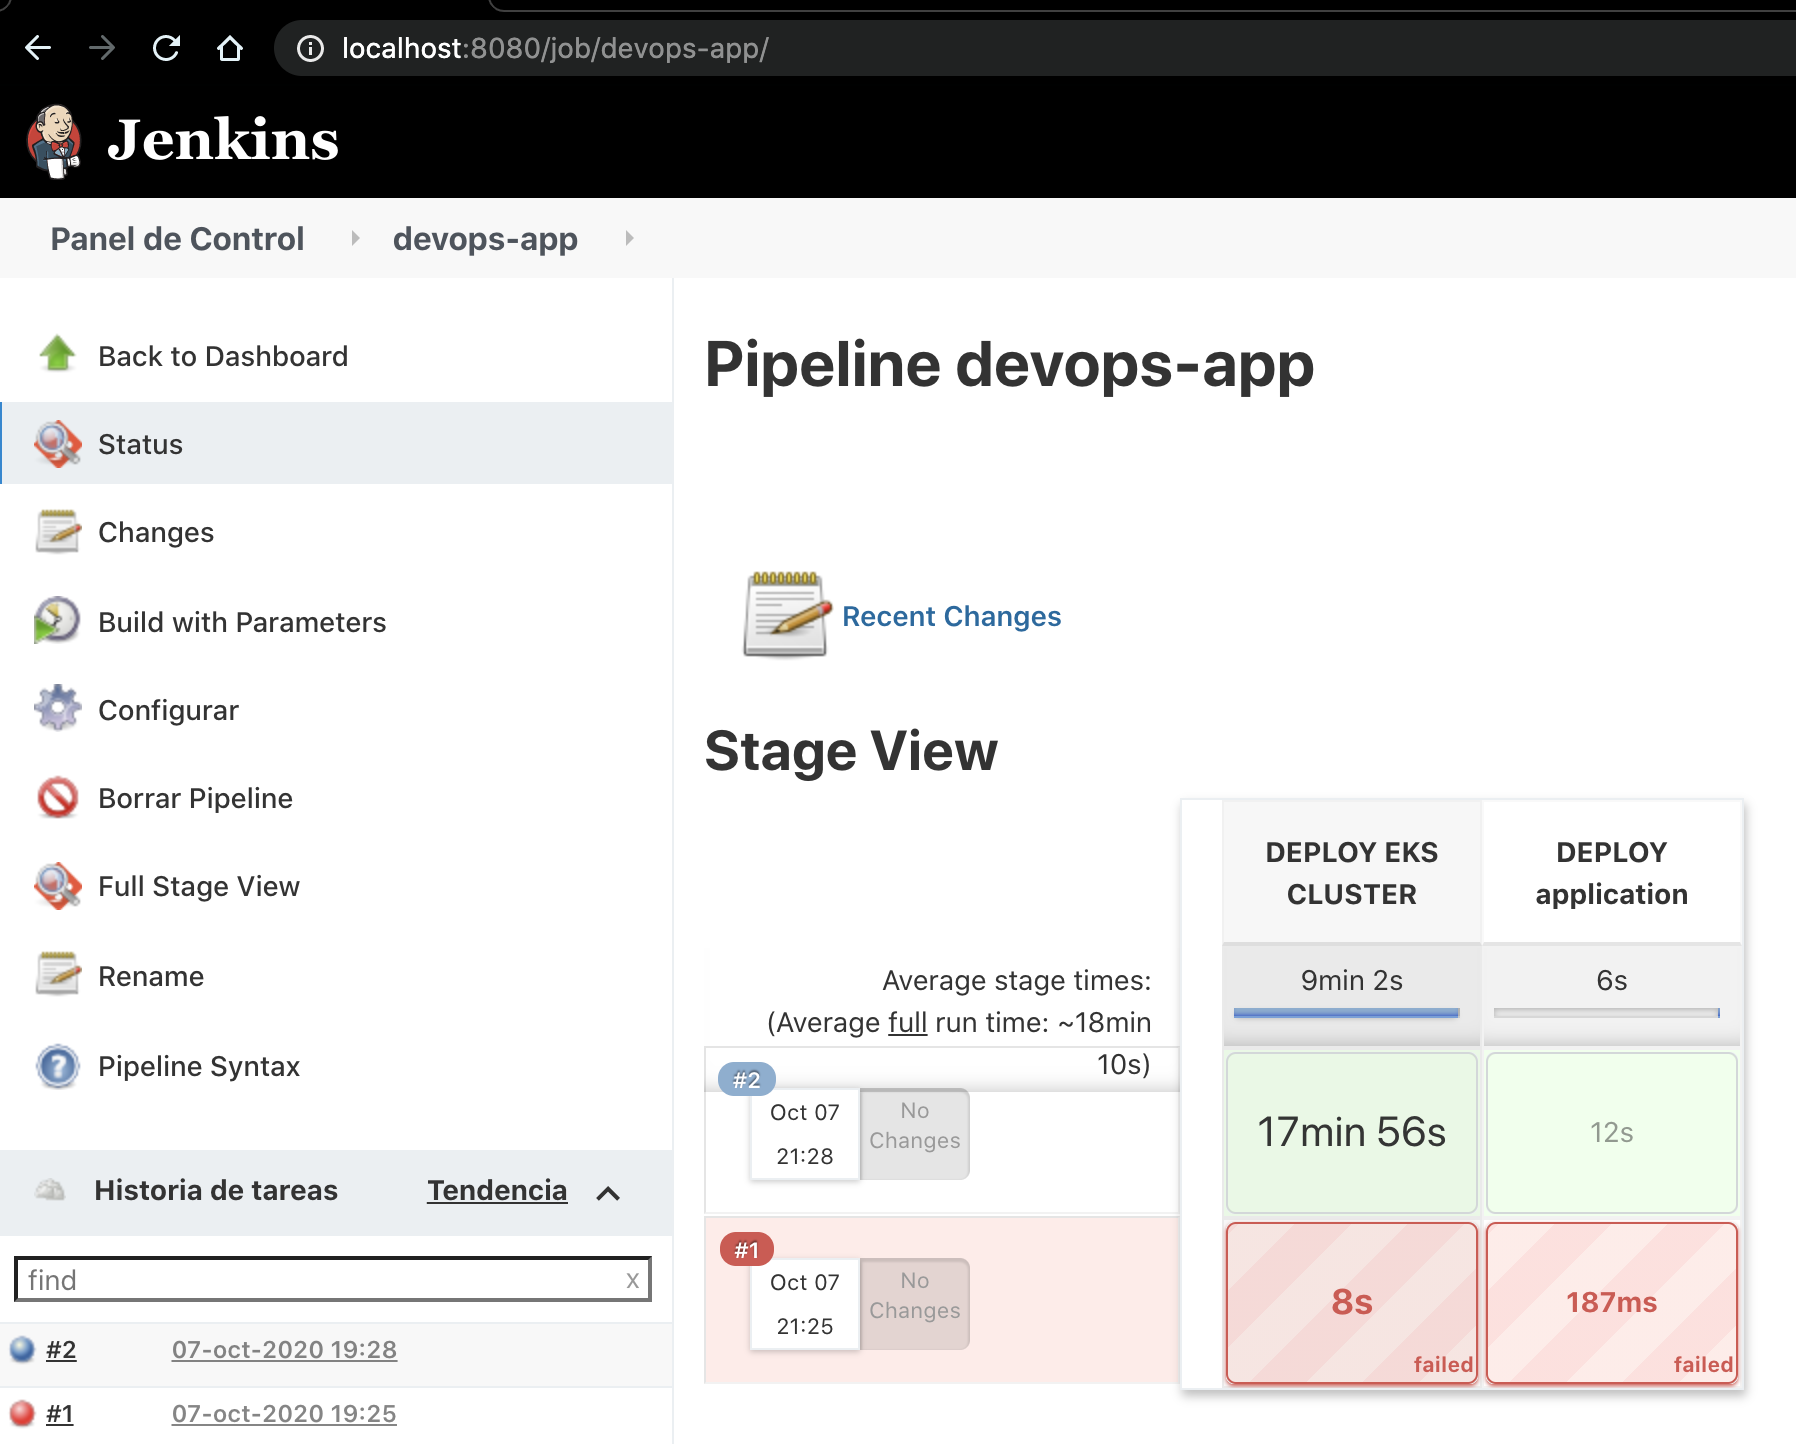 localhost:8080/job/devops-app/
Jenkins
Panel de Control
devops-app
Back to Dashboard
Status
Changes
Build with Parameters
Configurar
Borrar Pipeline
Full Stage View
Rename
Pipeline Syntax
Historia de tareas
Tendencia
find
x
#2
07-oct-2020 19:28
#1
07-oct-2020 19:25
Pipeline devops-app
Recent Changes
Stage View
DEPLOY EKS
CLUSTER
DEPLOY
application
Average stage times:
(Average full run time: ~18min
10s)
9min 2s
6s
#2
Oct 07
21:28
No
Changes
17min 56s
12s
#1
Oct 07
21:25
No
Changes
8s
failed
187ms
failed